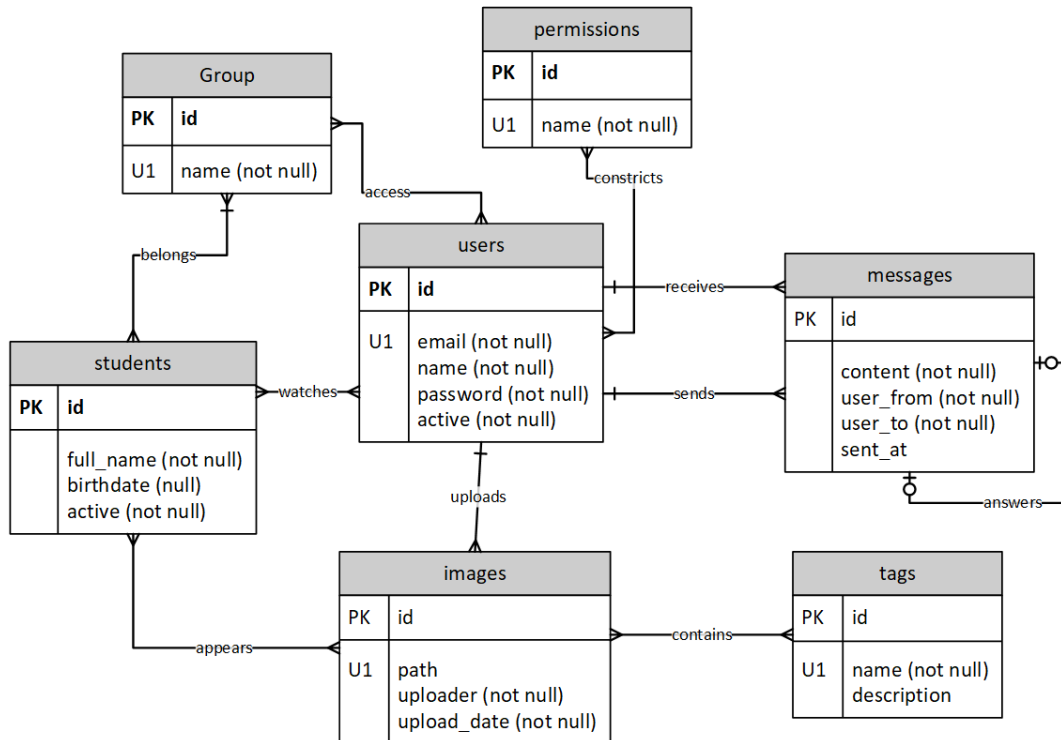 permissions
PK id
U1 name (not null)
Group
PK id
U1 name (not null)
constricts
access
belongs
users
PK id
U1 email (not null)
name (not null)
password (not null)
active (not null)
receives
sends
messages
PK id
content (not null)
user_from (not null)
user_to (not null)
sent_at
answers
students
PK id
full_name (not null)
birthdate (null)
active (not null)
watches
uploads
appears
images
PK id
U1 path
uploader (not null)
upload_date (not null)
contains
tags
PK id
U1 name (not null)
description